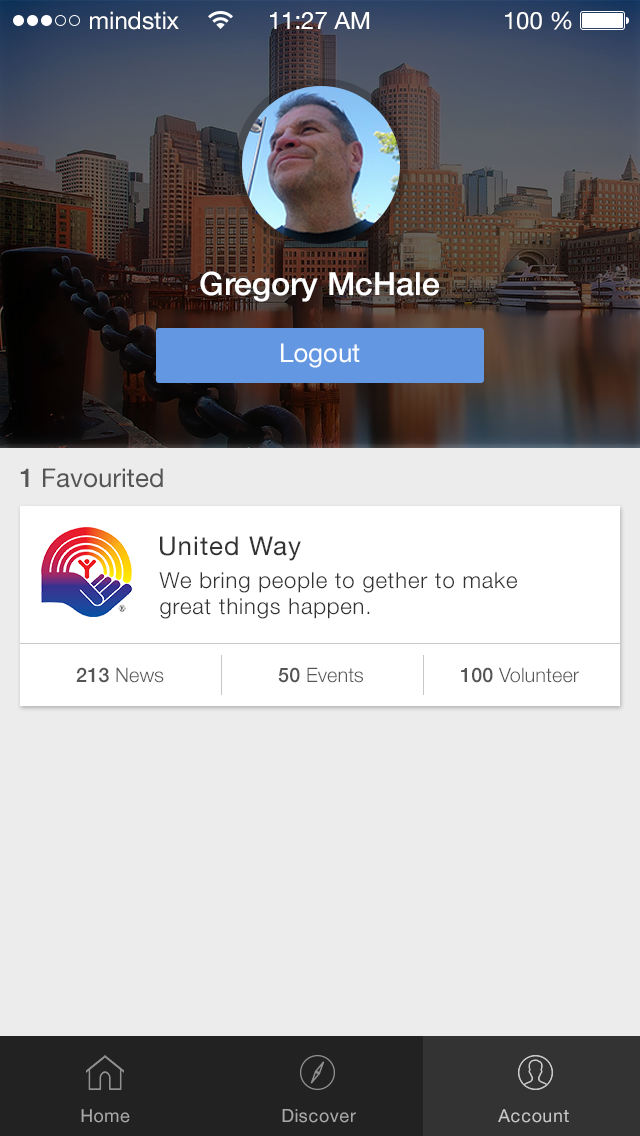 mindstix 11:27 AM 100 %
Gregory McHale
Logout
1 Favourited
United Way
We bring people to gether to make
great things happen.
®
213 News 50 Events 100 Volunteer
Home Discover Account